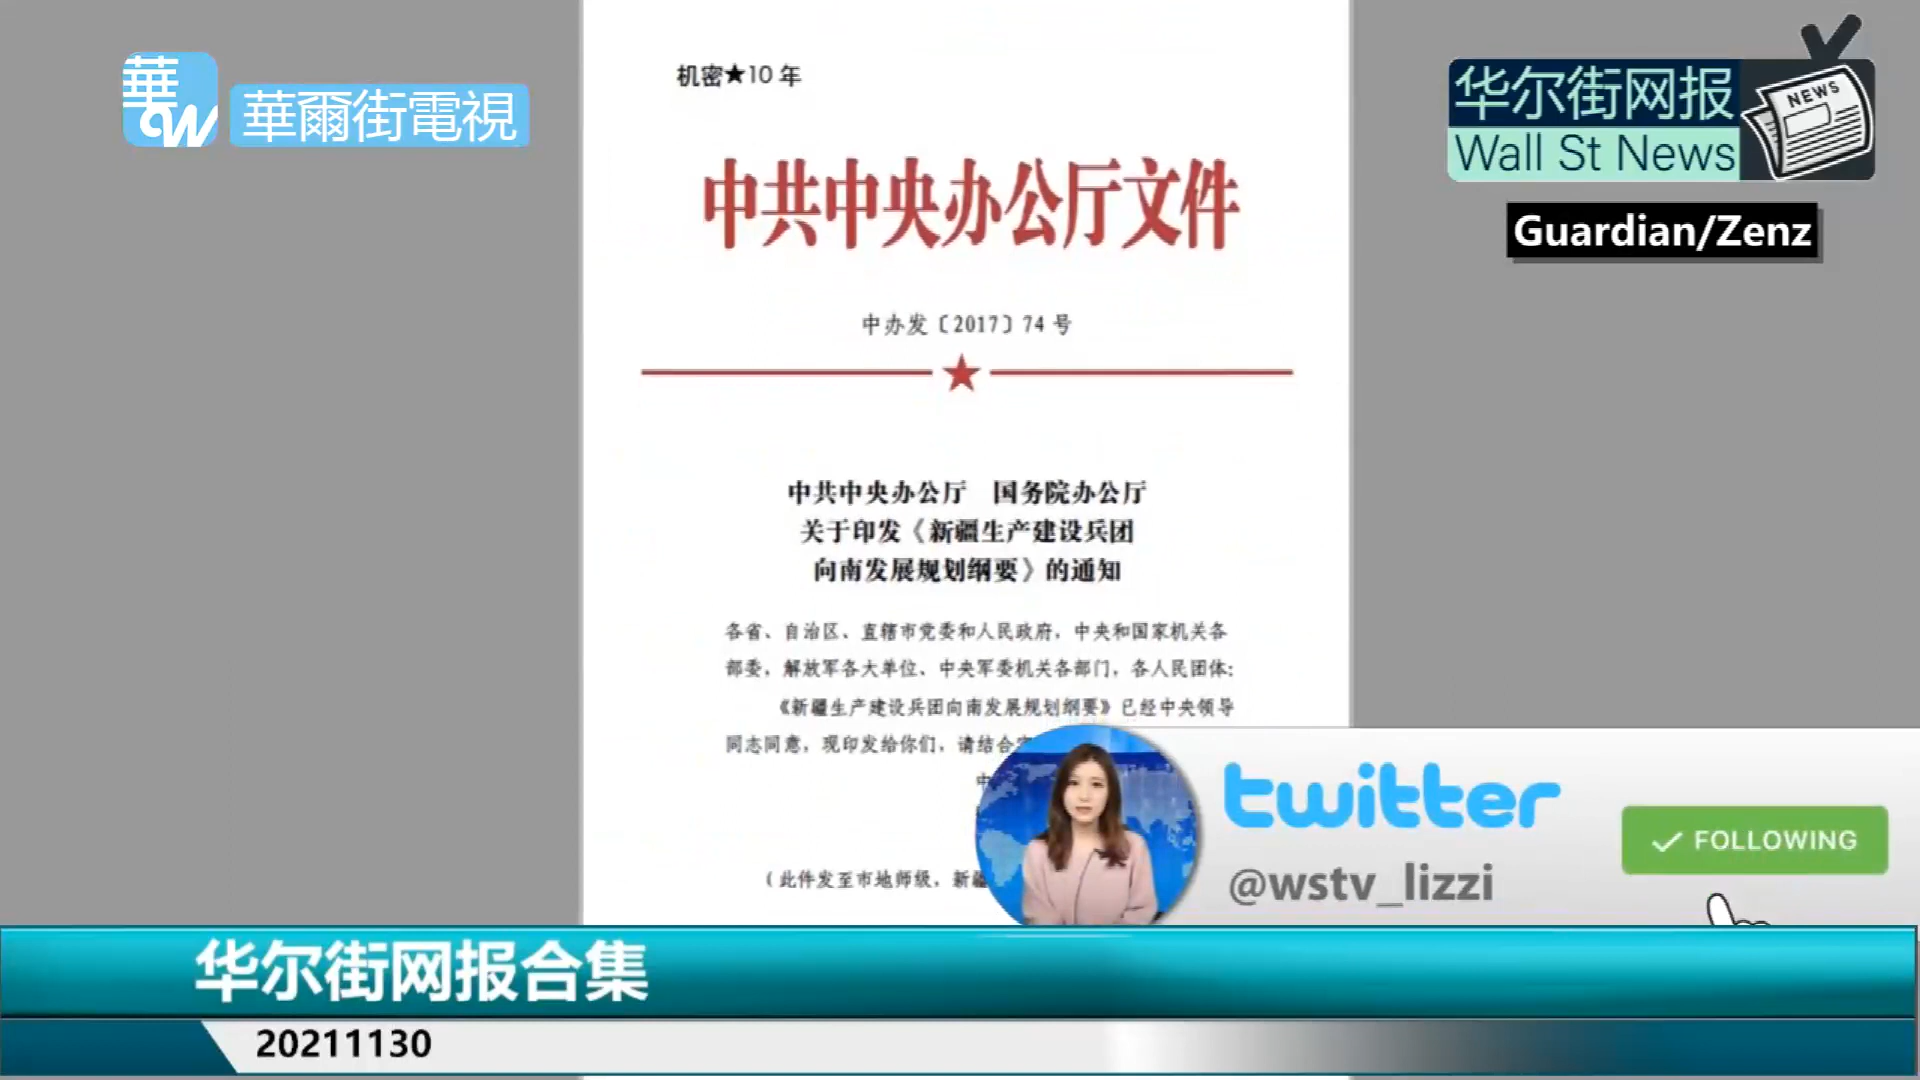 華
W
華爾街電視
机密★10 年
华尔街网报
Wall St News
NEWS
Guardian/Zenz
中共中央办公厅文件
中办发〔2017〕74 号
中共中央办公厅 国务院办公厅
关于印发《新疆生产建设兵团
向南发展规划纲要》的通知
各省、自治区、直辖市党委和人民政府，中央和国家机关各
部委，解放军各大单位、中央军委机关各部门，各人民团体：
《新疆生产建设兵团向南发展规划纲要》已经中央领导
同志同意，现印发给你们，请结合
中
（此件发至市地师级，新疆
twitter
@wstv_lizzi
FOLLOWING
华尔街网报合集
20211130